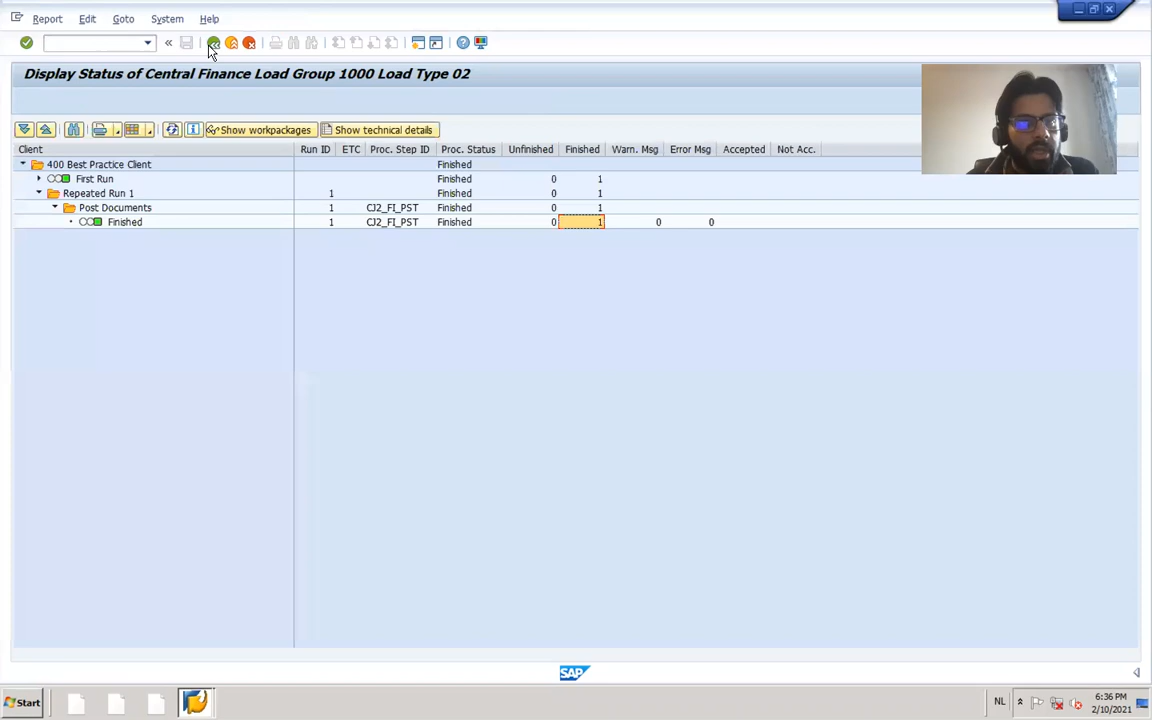 Report Edit Goto System Help
Display Status of Central Finance Load Group 1000 Load Type 02
Show workpackages Show technical details
Client Run ID ETC Proc. Step ID Proc. Status Unfinished Finished Warn. Msg Error Msg Accepted Not Acc.
400 Best Practice Client Finished
First Run Finished 0 1
Repeated Run 1 1 Finished 0 1
Post Documents 1 CJ2_FI_PST Finished 0 1
Finished 1 CJ2_FI_PST Finished 0 1 0 0
SAP
Start NL 6:36 PM
2/10/2021